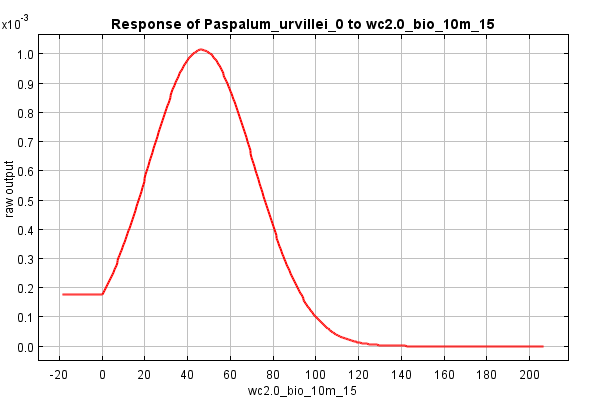 Response of Paspalum_urvillei_0 to wc2.0_bio_10m_15
x10^-3
1.0
0.9
0.8
0.7
0.6
0.5
0.4
0.3
0.2
0.1
0.0
raw output
-20 0 20 40 60 80 100 120 140 160 180 200
wc2.0_bio_10m_15